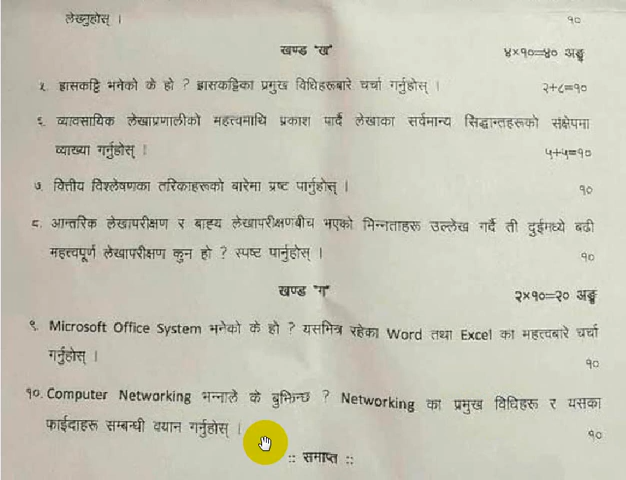 लेख्नुहोस् । १०
खण्ड "ख" ४×१०=४० अङ्क
५. ह्रासकट्टि भनेको के हो ? ह्रासकट्टिका प्रमुख विधिहरूबारे चर्चा गर्नुहोस् । २+८=१०
६. व्यावसायिक लेखाप्रणालीको महत्त्वमाथि प्रकाश पार्दै लेखाका सर्वमान्य सिद्धान्तहरूको संक्षेपमा
व्याख्या गर्नुहोस् । ५+५=१०
७. वित्तीय विश्लेषणका तरिकाहरूको बारेमा प्रष्ट पार्नुहोस् । १०
८. आन्तरिक लेखापरीक्षण र बाह्य लेखापरीक्षणबीच भएको भिन्नताहरू उल्लेख गर्दै ती दुईमध्ये बढी
महत्त्वपूर्ण लेखापरीक्षण कुन हो ? स्पष्ट पार्नुहोस् । १०
खण्ड "ग" २×१०=२० अङ्क
९. Microsoft Office System भनेको के हो ? यसभित्र रहेका Word तथा Excel का महत्वबारे चर्चा
गर्नुहोस् । १०
१०. Computer Networking भन्नाले के बुझिन्छ ? Networking का प्रमुख विधिहरू र यसका
फाईदाहरू सम्बन्धी वयान गर्नुहोस् । १०
:: समाप्त ::